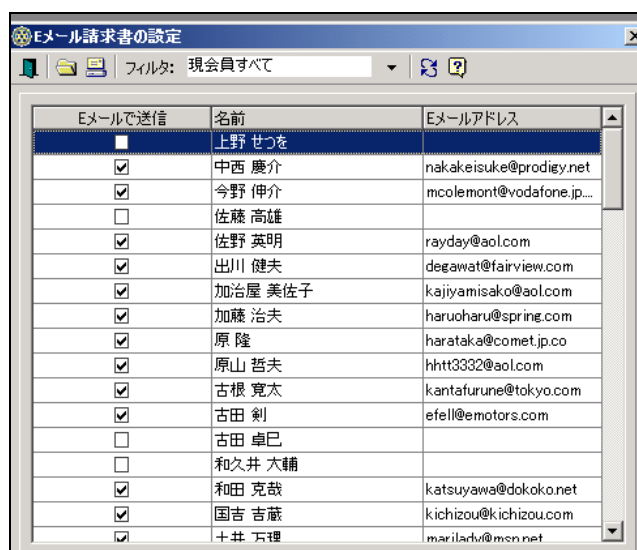 Eメール請求書の設定
フィルタ: 現会員すべて
Eメールで送信 名前 Eメールアドレス
上野 せつを
中西 慶介 nakakeisuke@prodigy.net
今野 伸介 mcolemont@vodafone.jp....
佐藤 高雄
佐野 英明 rayday@aol.com
出川 健夫 degawat@fairview.com
加治屋 美佐子 kajiyamisako@aol.com
加藤 治夫 haruoharu@spring.com
原 隆 harataka@comet.jp.co
原山 哲夫 hhtt3332@aol.com
古根 寛太 kantafurune@tokyo.com
古田 剣 efell@emotors.com
古田 卓巳
和久井 大輔
和田 克哉 katsuyawa@dokoko.net
国吉 吉蔵 kichizou@kichizou.com
土井 万理 marilady@msn.net